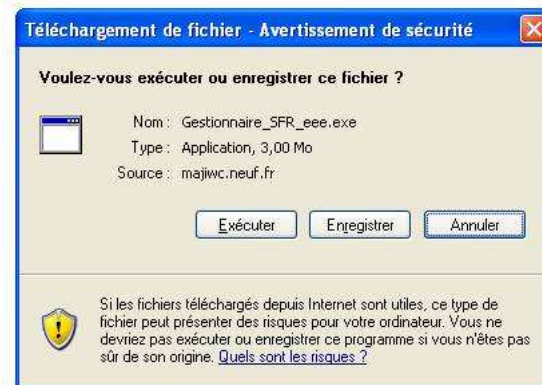 Téléchargement de fichier - Avertissement de sécurité
Voulez-vous exécuter ou enregistrer ce fichier ?
Nom : Gestionnaire_SFR_eee.exe
Type : Application, 3,00 Mo
Source : majiwc.neuf.fr
Exécuter Enregistrer Annuler
Si les fichiers téléchargés depuis Internet sont utiles, ce type de
fichier peut présenter des risques pour votre ordinateur. Vous ne
devriez pas exécuter ou enregistrer ce programme si vous n'êtes pas
sûr de son origine. Quels sont les risques ?